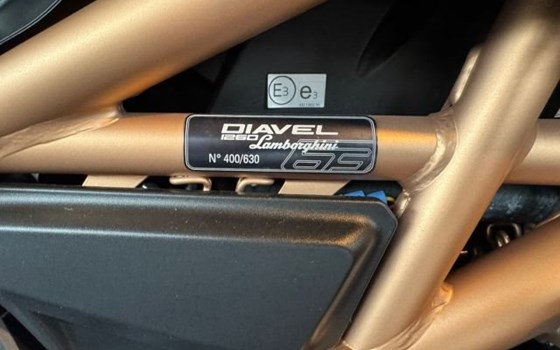 E3 e3
DIAVEL
1260 Lamborghini
N° 400/630 63